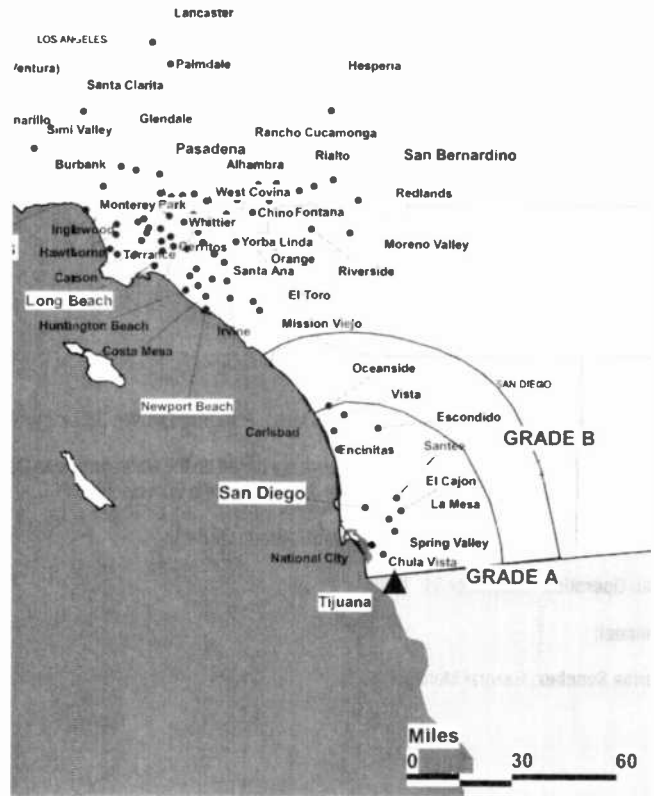 Lancaster
LOS ANGELES
Ventura)
Palmdale
Hesperia
Santa Clarita
narillo
Simi Valley
Glendale
Rancho Cucamonga
Pasadena
Burbank
Alhambra
Rialto
San Bernardino
West Covina
Redlands
Monterey Park
Chino
Fontana
Inglewood
Whittier
Hawthorne
Torrance
Cerritos
Yorba Linda
Moreno Valley
Orange
Carson
Santa Ana
Riverside
Long Beach
El Toro
Huntington Beach
Irvine
Mission Viejo
Costa Mesa
Oceanside
Newport Beach
Vista
SAN DIEGO
Carlsbad
Escondido
GRADE B
Encinitas
Santee
San Diego
El Cajon
La Mesa
National City
Spring Valley
Chula Vista
GRADE A
Tijuana
Miles
0 30 60